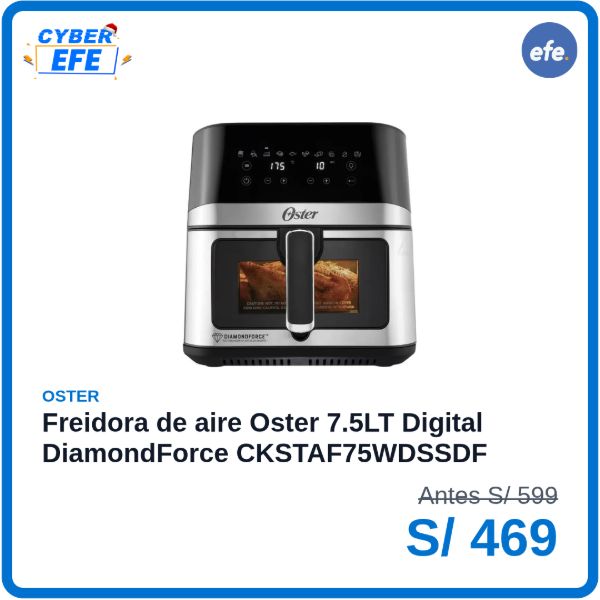 CYBER
EFE
efe.
175
10
Oster
DIAMONDFORCE™
OSTER
Freidora de aire Oster 7.5LT Digital
DiamondForce CKSTAF75WDSSDF
Antes S/ 599
S/ 469